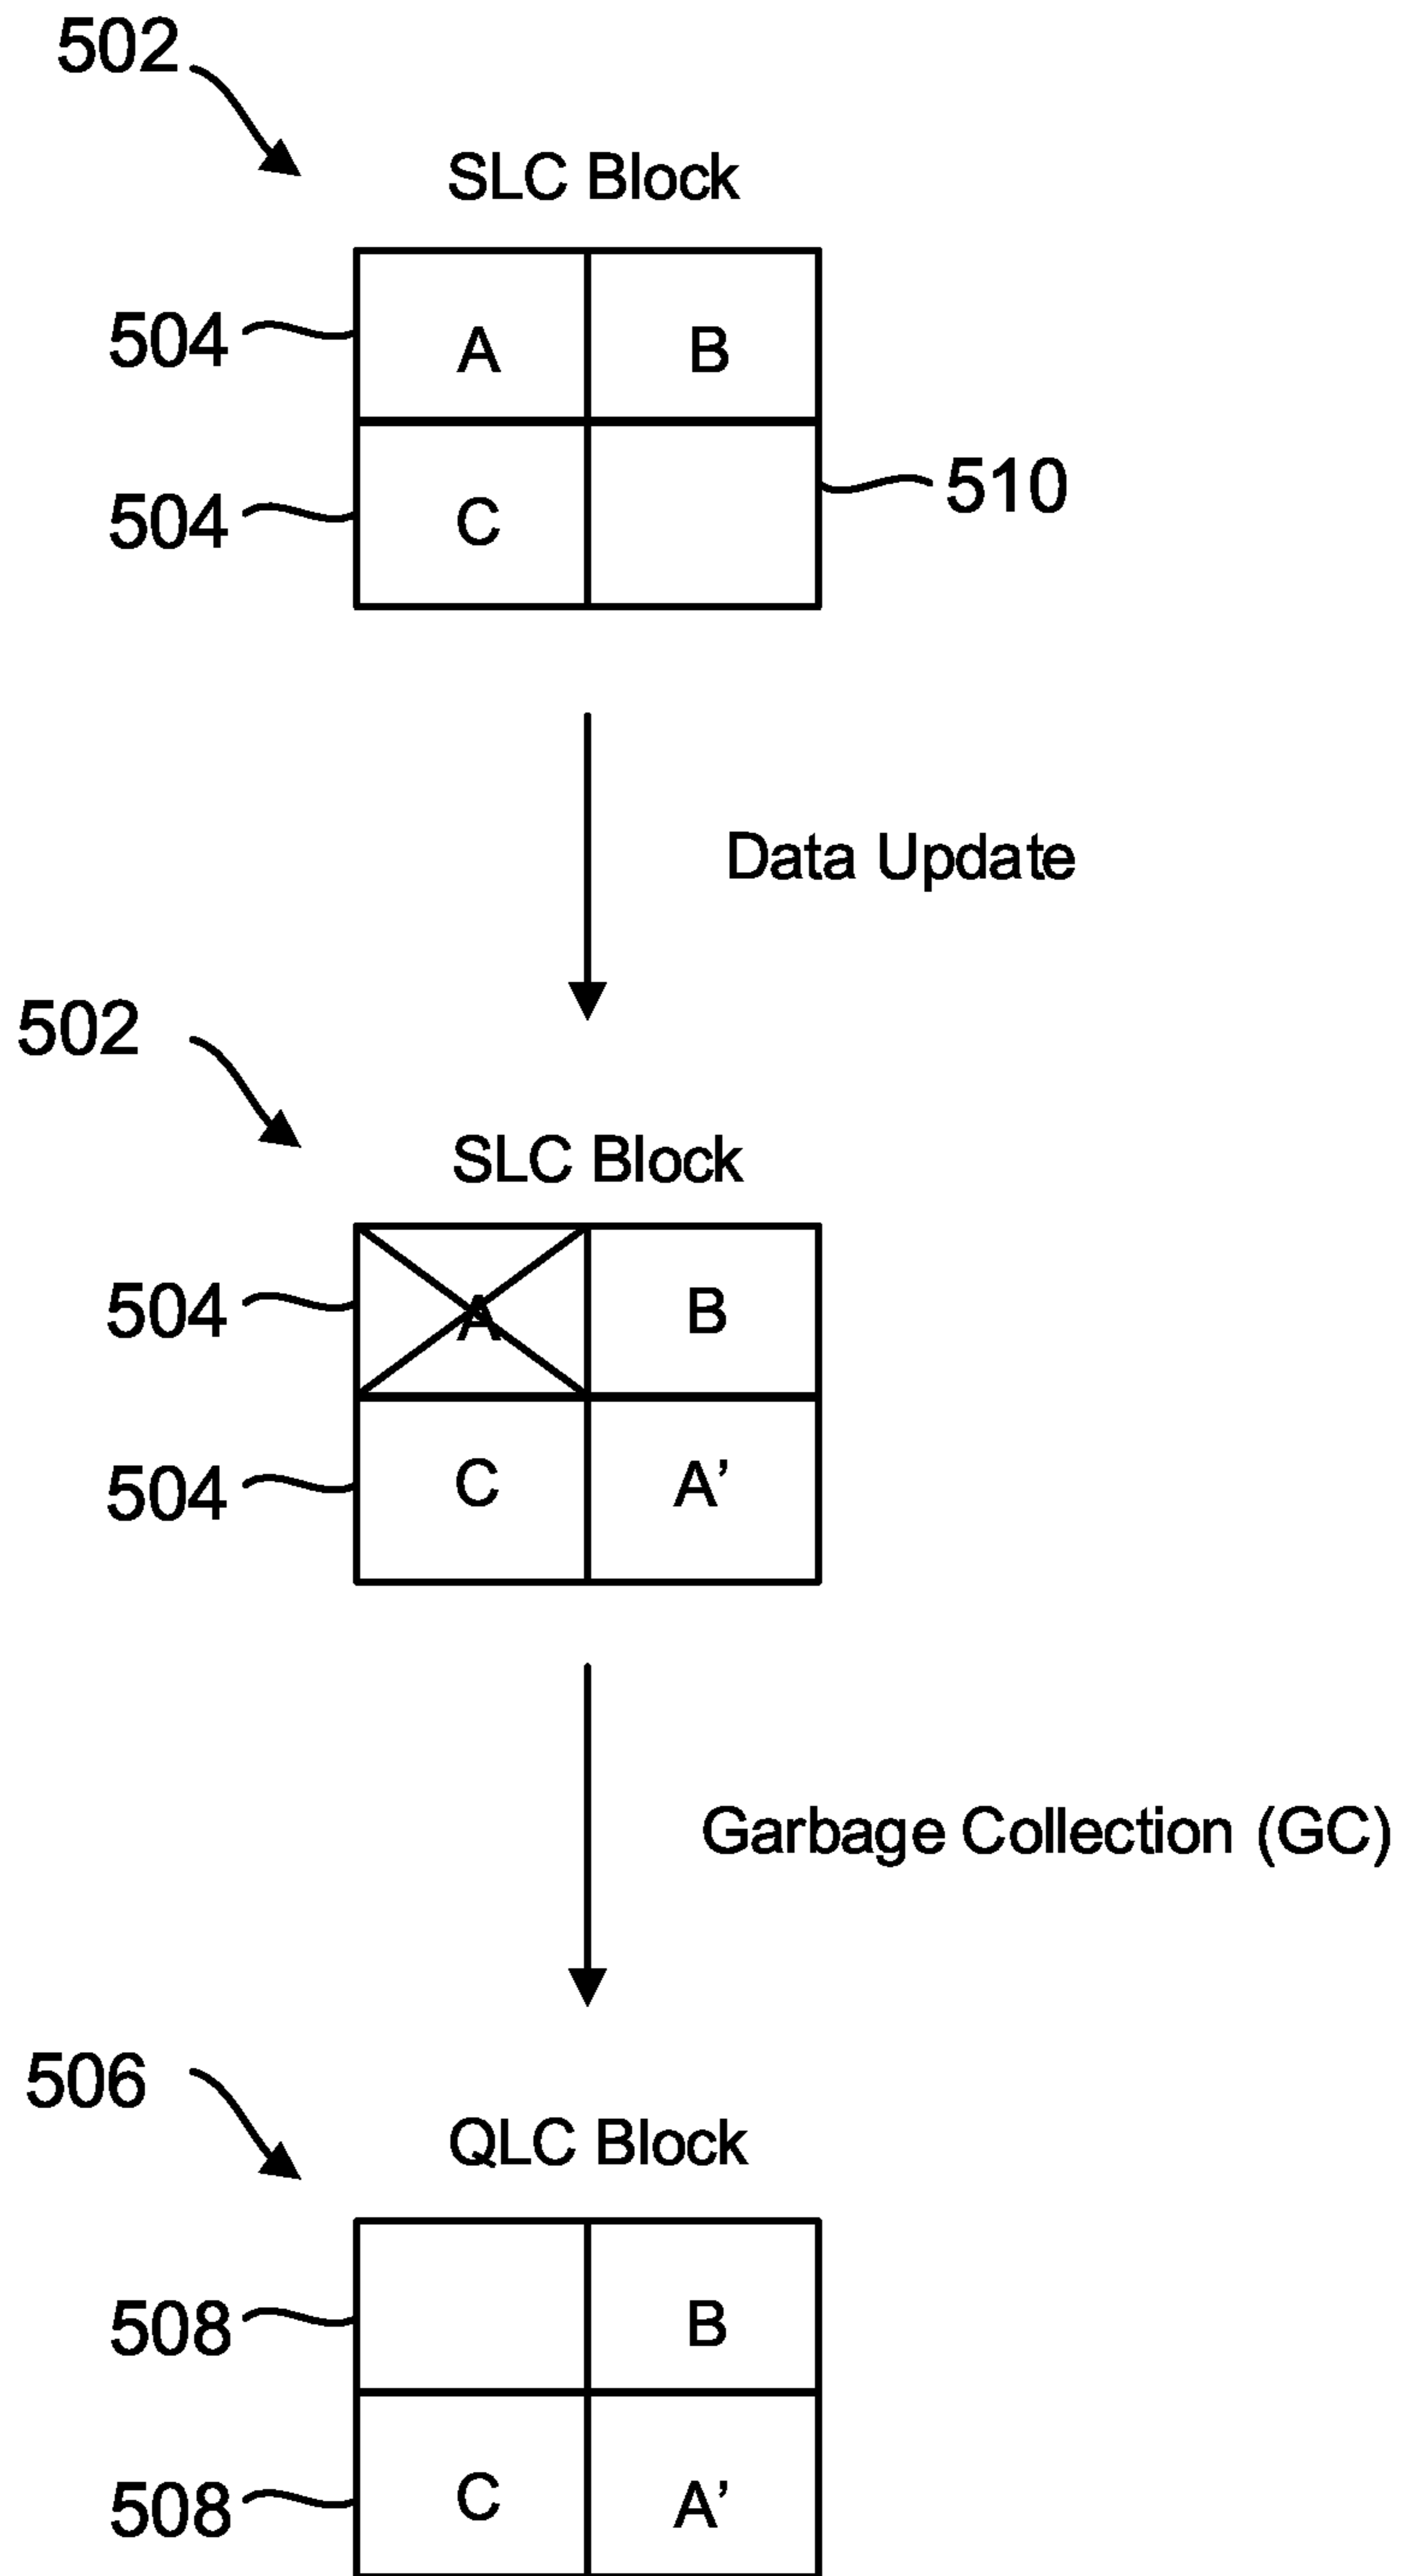 502
SLC Block
504
A
B
504
C
510
Data Update
502
SLC Block
504
A
B
504
C
A’
Garbage Collection (GC)
506
QLC Block
508
B
508
C
A’